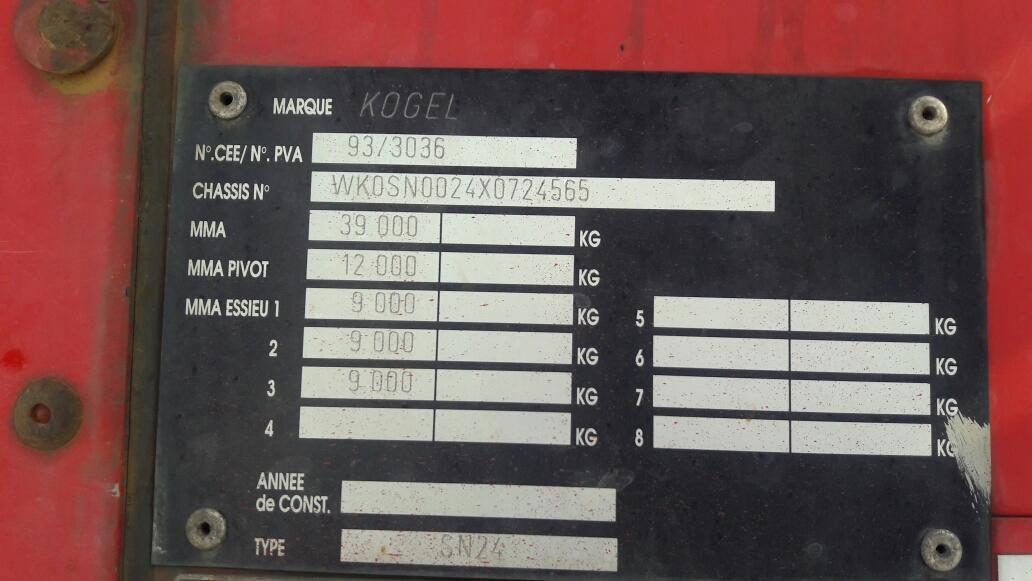 MARQUE KÖGEL
N°.CEE/ N°. PVA 93/3036
CHASSIS N° WK0SN0024X0724565
MMA 39 000 KG
MMA PIVOT 12 000 KG
MMA ESSIEU 1 9 000 KG 5 KG
2 9 000 KG 6 KG
3 9 000 KG 7 KG
4 KG 8 KG
ANNEE
de CONST.
TYPE SN24